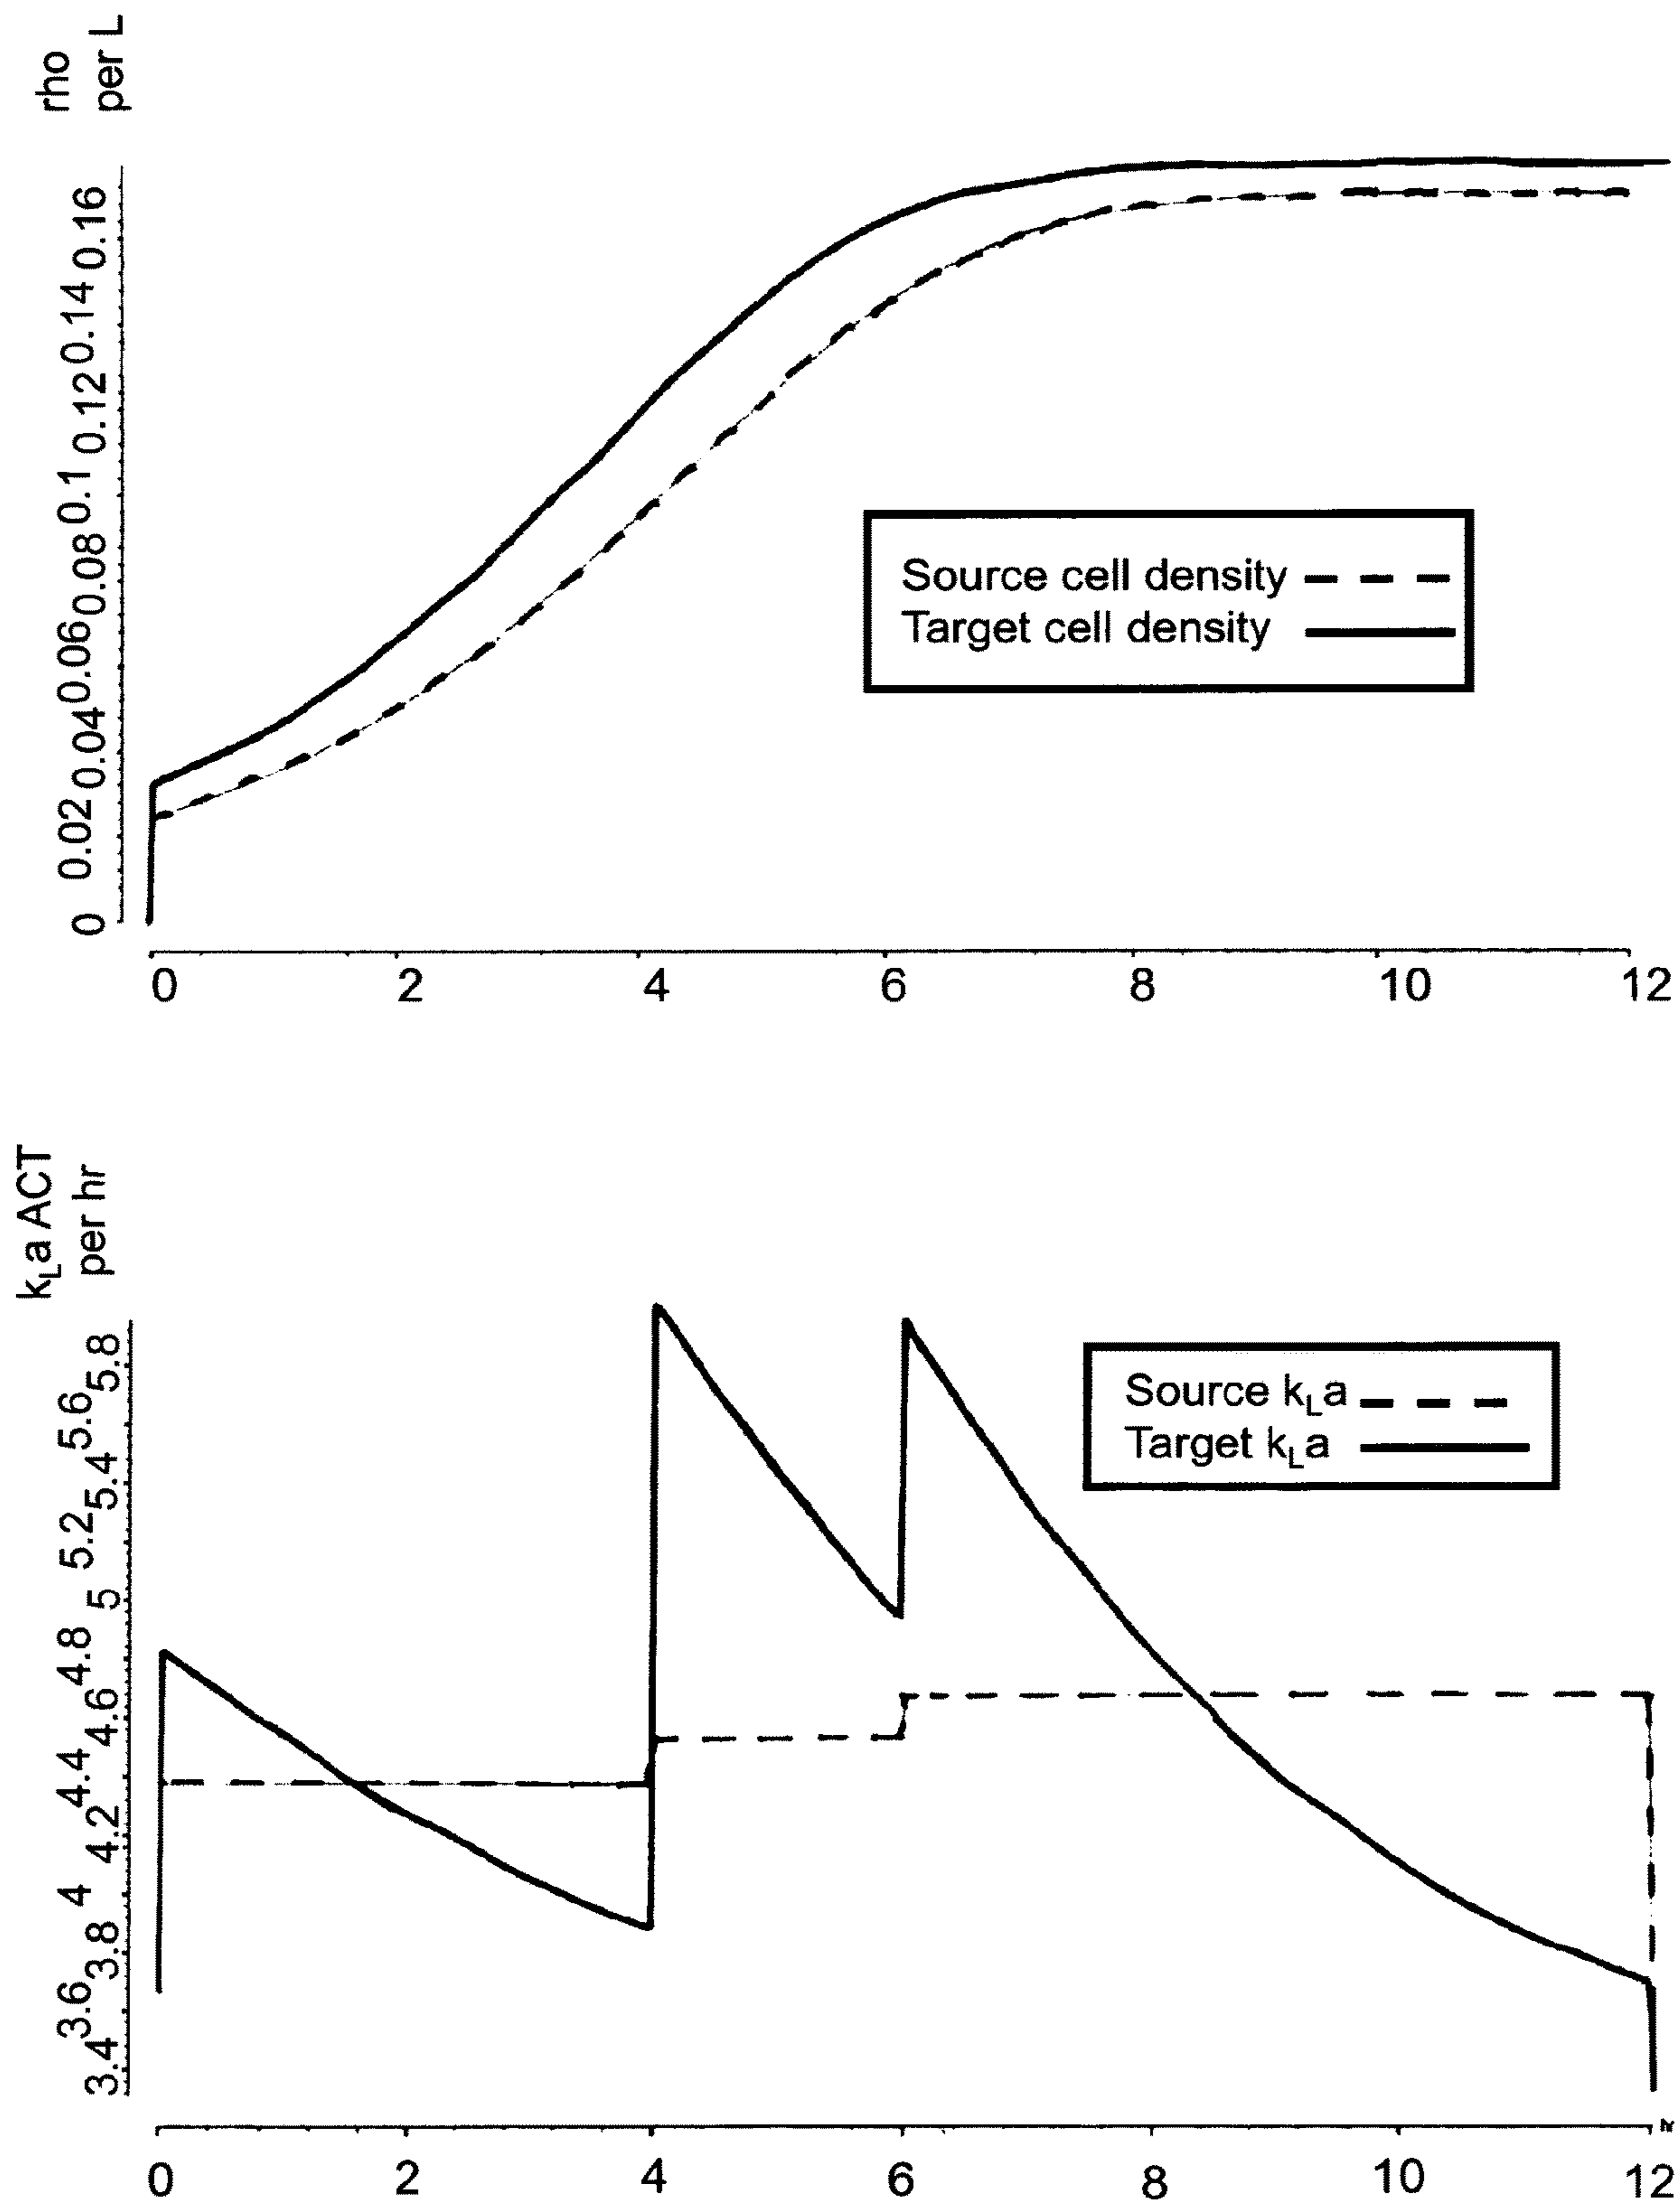 rho
per L
0 0.02 0.04 0.06 0.08 0.1 0.12 0.14 0.16
Source cell density
Target cell density
0 2 4 6 8 10 12
kLa ACT
per hr
3.4 3.6 3.8 4 4.2 4.4 4.6 4.8 5 5.2 5.4 5.6 5.8
Source kLa
Target kLa
0 2 4 6 8 10 12